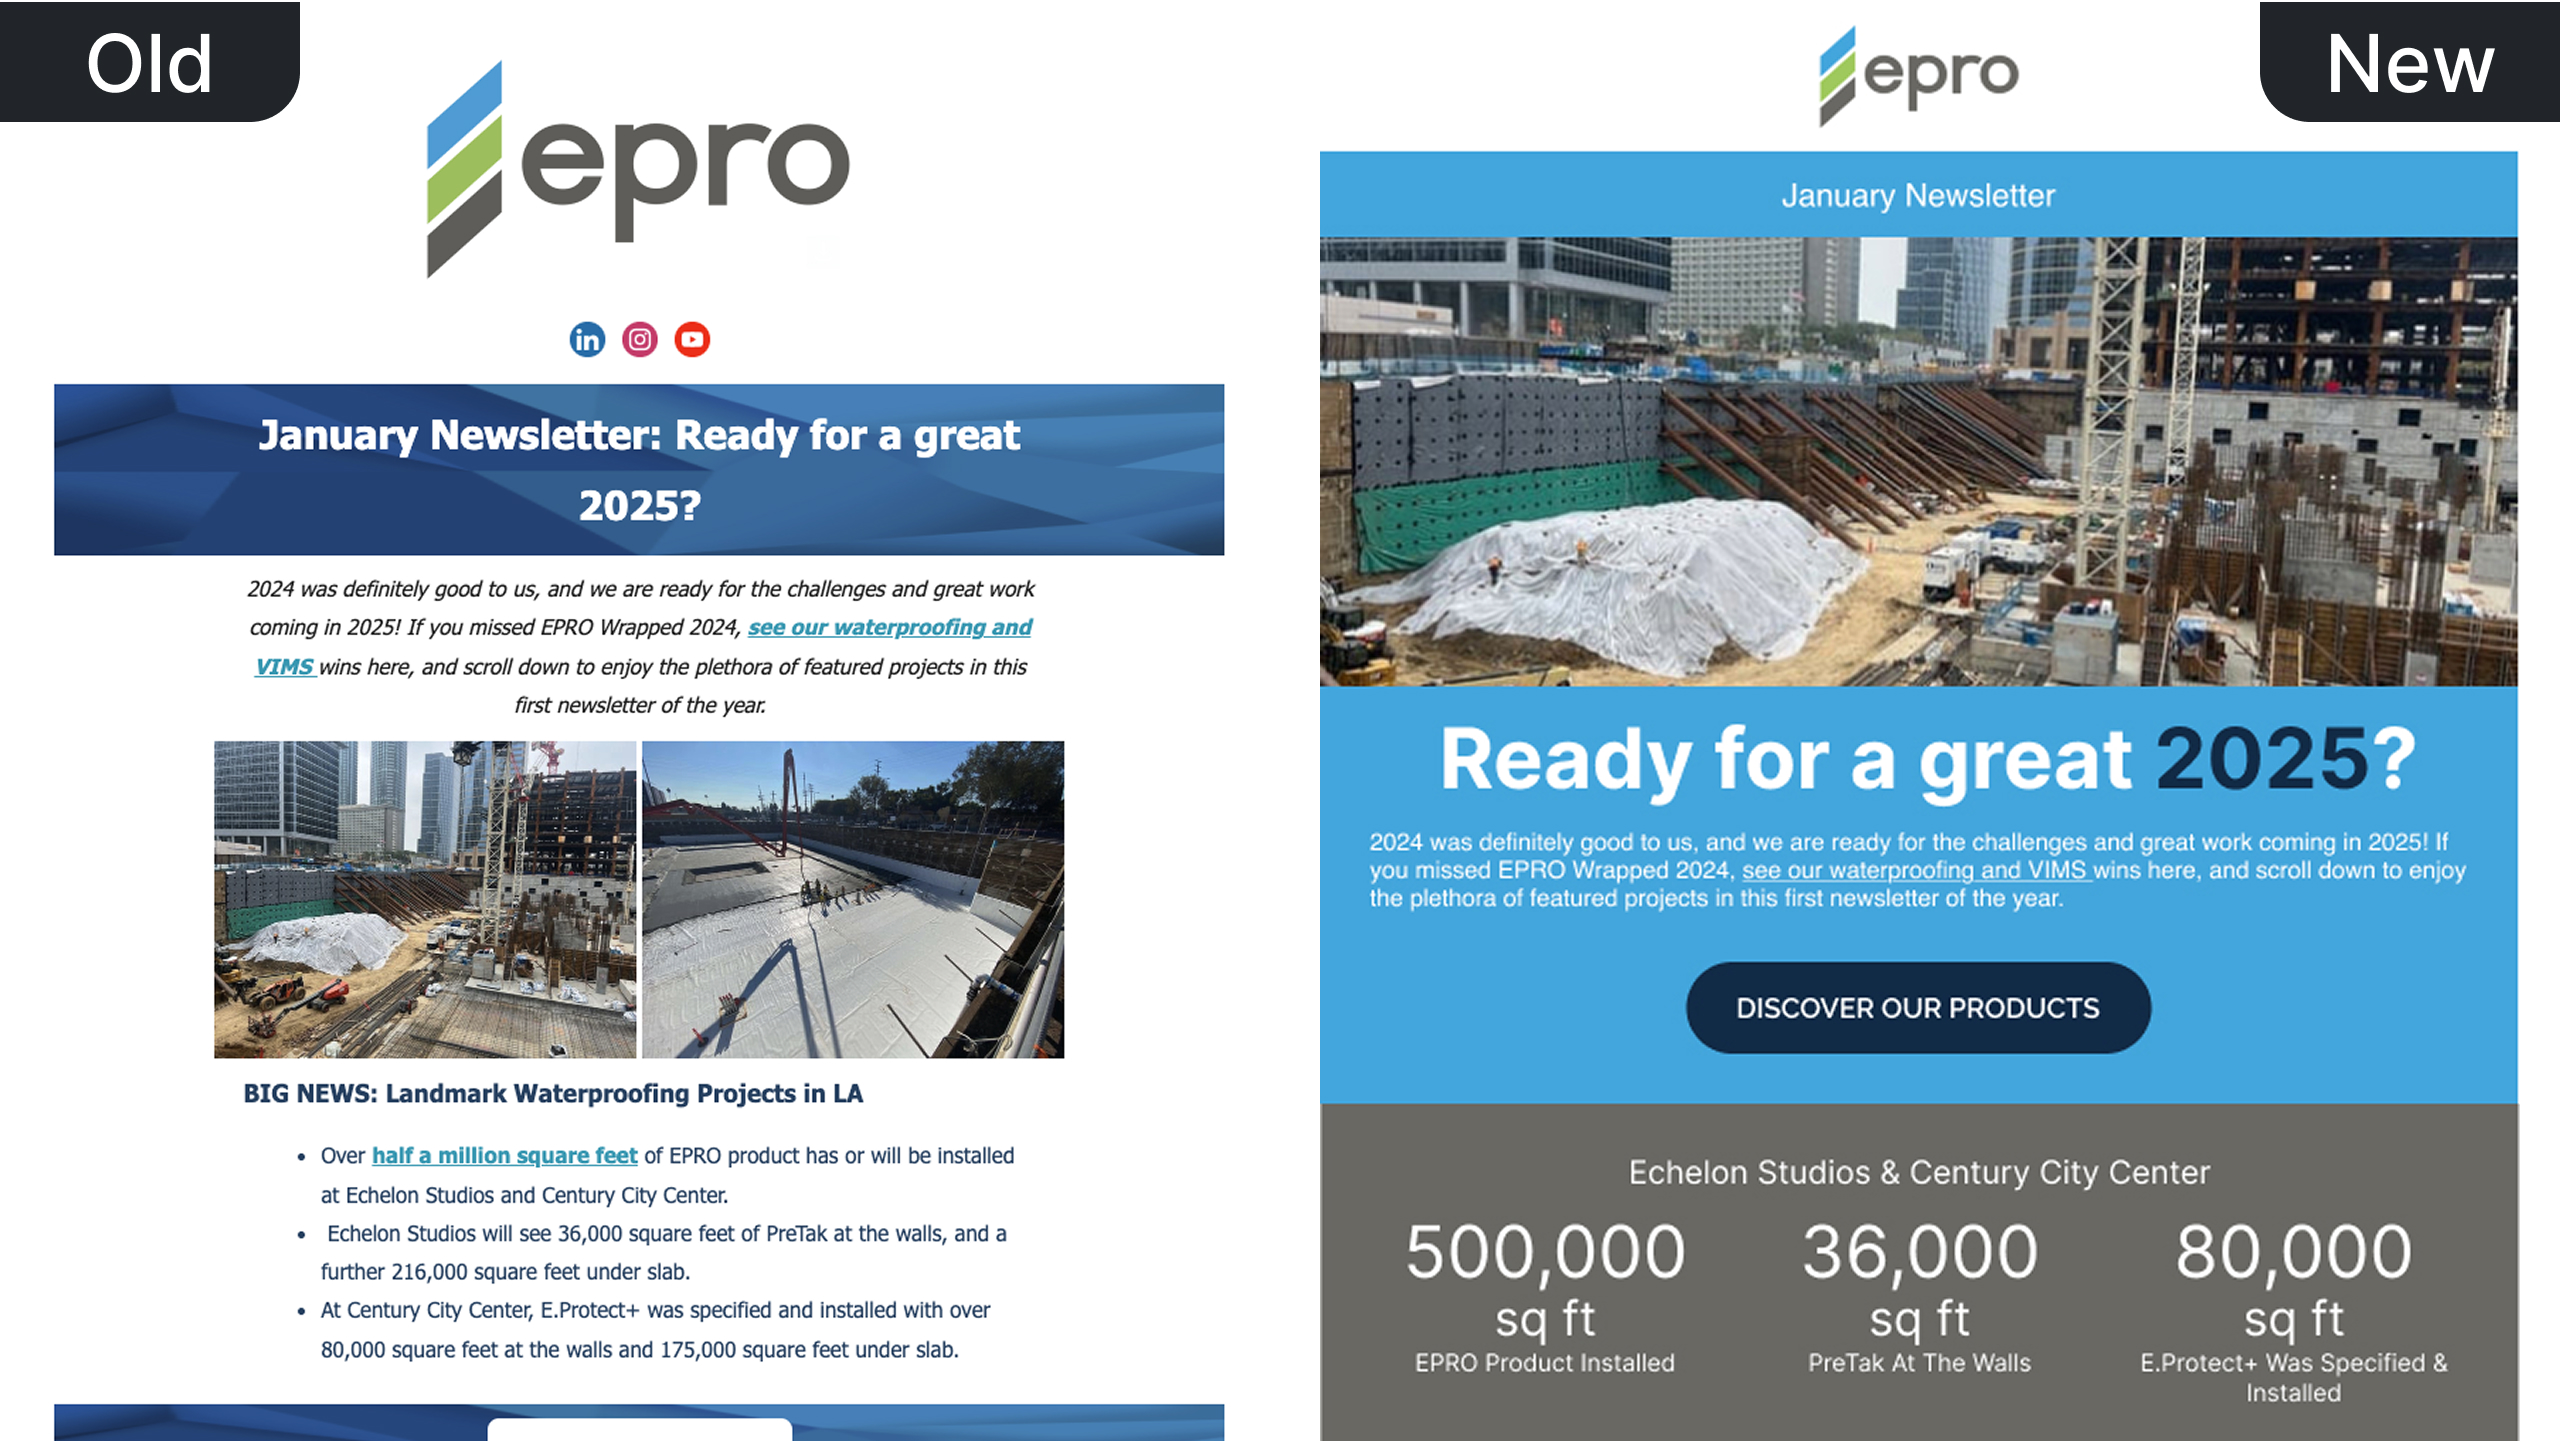 Old
epro
January Newsletter: Ready for a great
2025?
2024 was definitely good to us, and we are ready for the challenges and great work
coming in 2025! If you missed EPRO Wrapped 2024, see our waterproofing and
VIMS wins here, and scroll down to enjoy the plethora of featured projects in this
first newsletter of the year.
BIG NEWS: Landmark Waterproofing Projects in LA
• Over half a million square feet of EPRO product has or will be installed
at Echelon Studios and Century City Center.
• Echelon Studios will see 36,000 square feet of PreTak at the walls, and a
further 216,000 square feet under slab.
• At Century City Center, E.Protect+ was specified and installed with over
80,000 square feet at the walls and 175,000 square feet under slab.
New
epro
January Newsletter
Ready for a great 2025?
2024 was definitely good to us, and we are ready for the challenges and great work coming in 2025! If
you missed EPRO Wrapped 2024, see our waterproofing and VIMS wins here, and scroll down to enjoy
the plethora of featured projects in this first newsletter of the year.
DISCOVER OUR PRODUCTS
Echelon Studios & Century City Center
500,000
sq ft
EPRO Product Installed
36,000
sq ft
PreTak At The Walls
80,000
sq ft
E.Protect+ Was Specified &
Installed